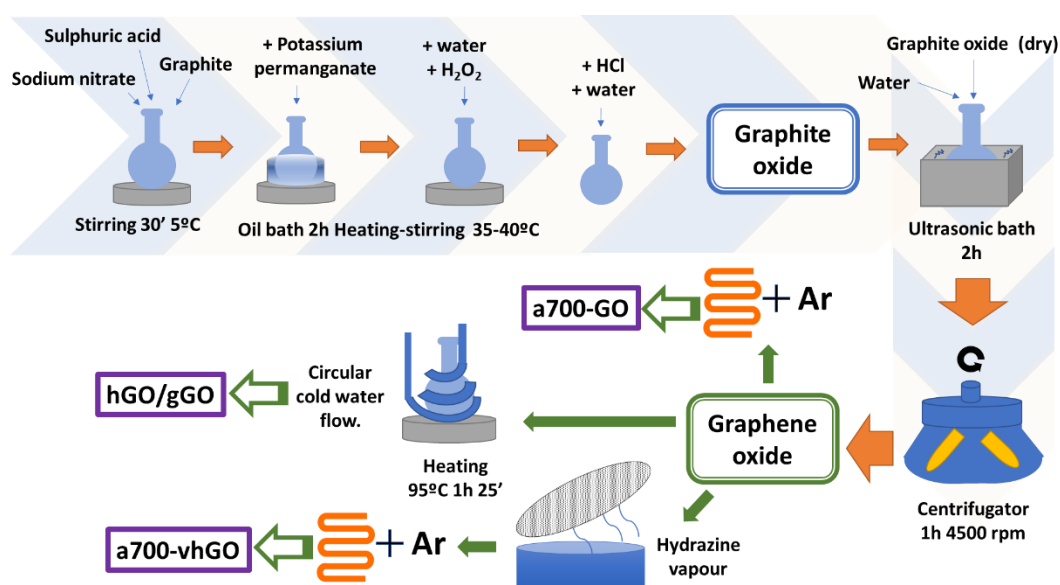 Sulphuric acid
Sodium nitrate
Graphite
Stirring 30’ 5ºC
+ Potassium
permanganate
+ water
+ H₂O₂
Oil bath 2h Heating-stirring 35-40ºC
+ HCl
+ water
Graphite
oxide
Graphite oxide (dry)
Water
Ultrasonic bath
2h
Centrifugator
1h 4500 rpm
Graphene
oxide
a700-GO
+ Ar
hGO/gGO
Circular
cold water
flow.
Heating
95ºC 1h 25’
Hydrazine
vapour
a700-vhGO
+ Ar